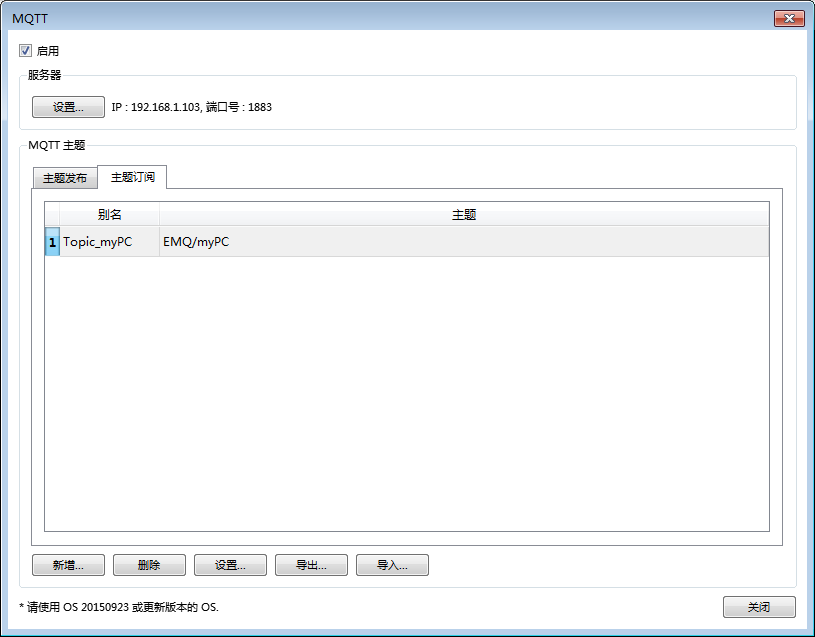 MQTT
启用
服务器
设置... IP : 192.168.1.103, 端口号 : 1883
MQTT 主题
主题发布 主题订阅
别名 主题
1 Topic_myPC EMQ/myPC
新增... 删除 设置... 导出... 导入...
* 请使用 OS 20150923 或更新版本的 OS. 关闭